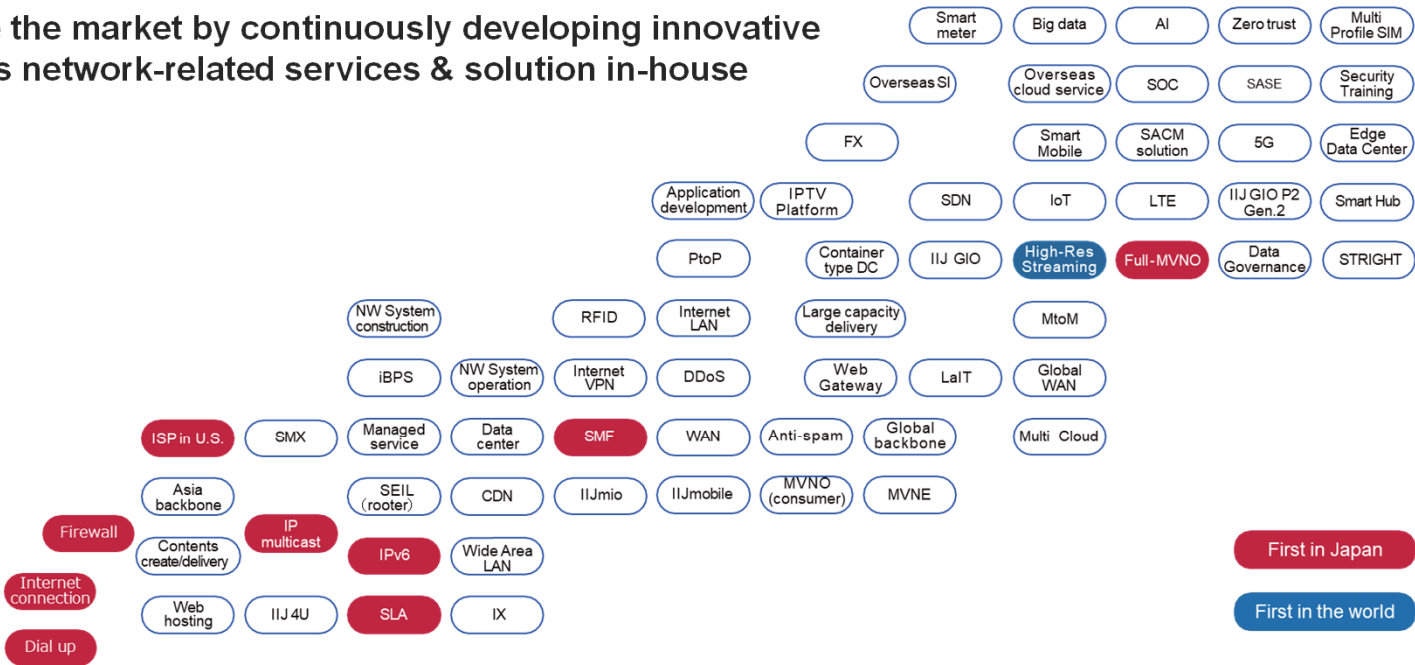 the market by continuously developing innovative
network-related services & solution in-house
Smart
meter
Big data
AI
Zero trust
Multi
Profile SIM
Overseas SI
Overseas
cloud service
SOC
SASE
Security
Training
FX
Smart
Mobile
SACM
solution
5G
Edge
Data Center
Application
development
IPTV
Platform
SDN
IoT
LTE
IIJ GIO P2
Gen.2
Smart Hub
PtoP
Container
type DC
IIJ GIO
High-Res
Streaming
Full-MVNO
Data
Governance
STRIGHT
NW System
construction
RFID
Internet
LAN
Large capacity
delivery
MtoM
iBPS
NW System
operation
Internet
VPN
DDoS
Web
Gateway
LaIT
Global
WAN
ISP in U.S.
SMX
Managed
service
Data
center
SMF
WAN
Anti-spam
Global
backbone
Multi Cloud
Asia
backbone
SEIL
(rooter)
CDN
IIJmio
IIJmobile
MVNO
(consumer)
MVNE
Firewall
IP
multicast
Contents
create/delivery
IPv6
Wide Area
LAN
First in Japan
Internet
connection
Web
hosting
IIJ 4U
SLA
IX
First in the world
Dial up